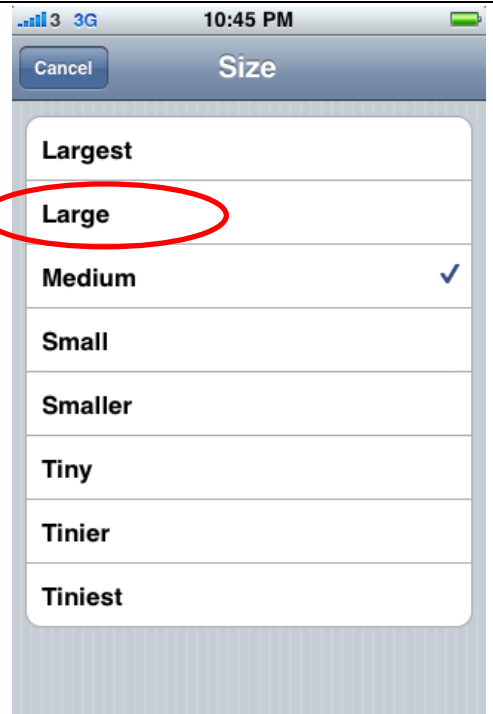 3 3G 10:45 PM
Cancel Size
Largest
Large
Medium
Small
Smaller
Tiny
Tinier
Tiniest